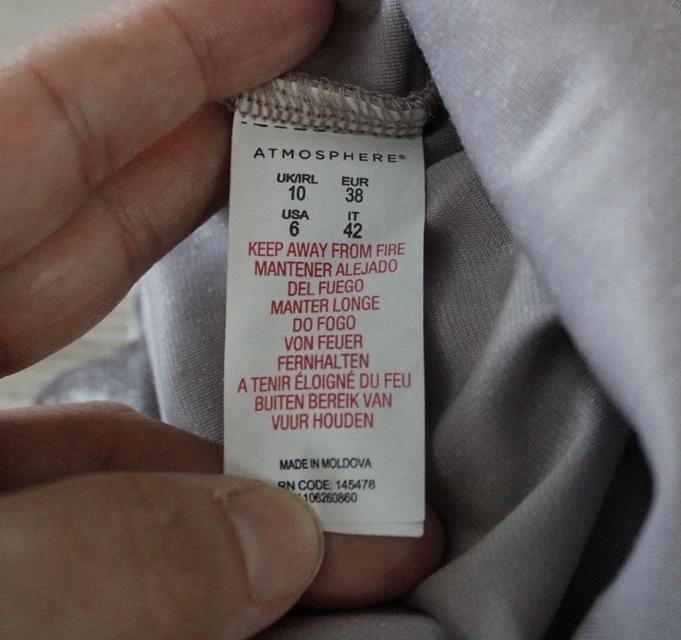 ATMOSPHERE®
UK/IRL EUR
10 38
USA IT
6 42
KEEP AWAY FROM FIRE
MANTENER ALEJADO
DEL FUEGO
MANTER LONGE
DO FOGO
VON FEUER
FERNHALTEN
A TENIR ÉLOIGNÉ DU FEU
BUITEN BEREIK VAN
VUUR HOUDEN
MADE IN MOLDOVA
RN CODE: 145478